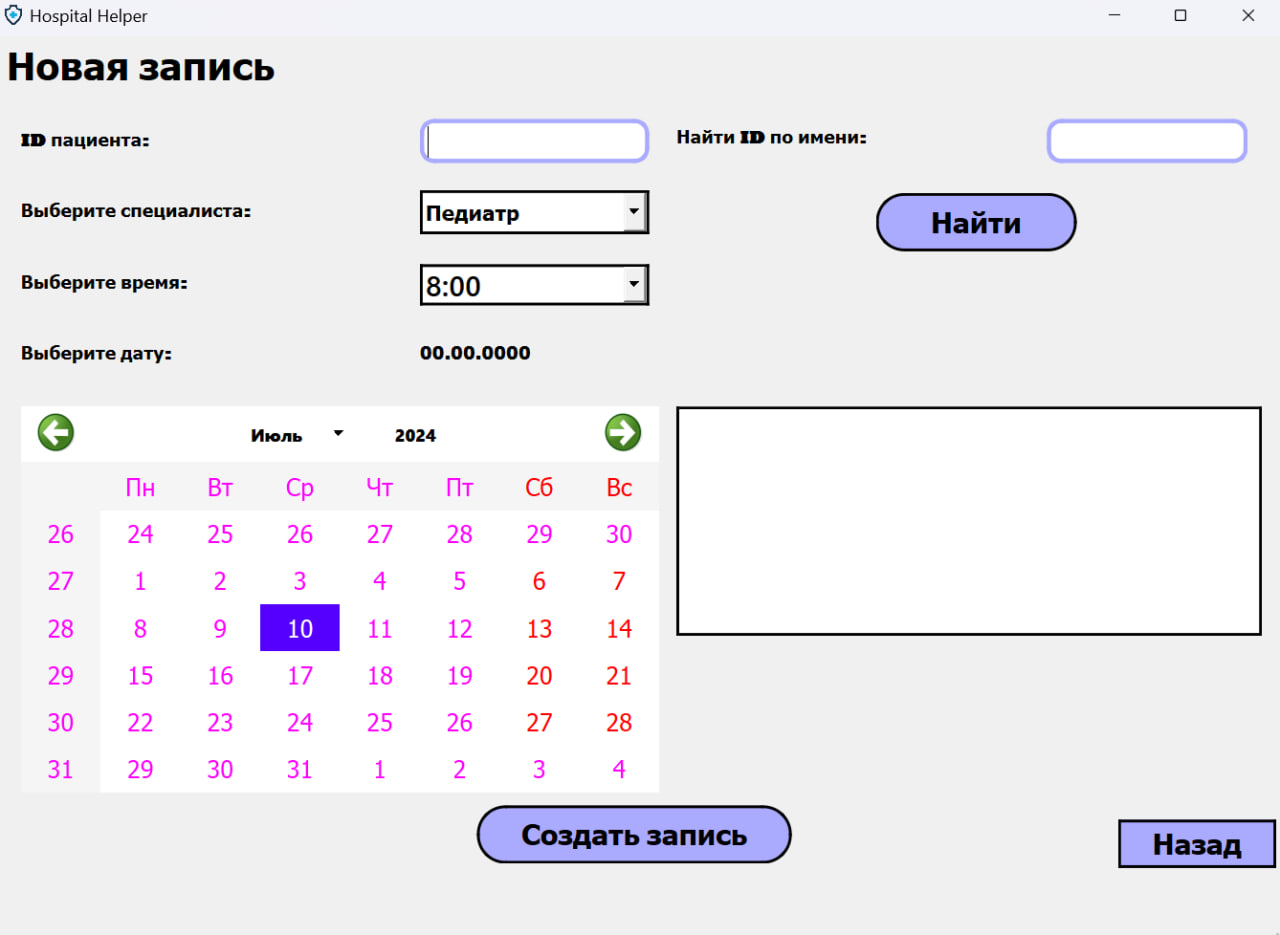 Hospital Helper
Новая запись
ID пациента:
Найти ID по имени:
Выберите специалиста:
Педиатр
Найти
Выберите время:
8:00
Выберите дату:
00.00.0000
Июль 2024
Пн Вт Ср Чт Пт Сб Вс
26 24 25 26 27 28 29 30
27 1 2 3 4 5 6 7
28 8 9 10 11 12 13 14
29 15 16 17 18 19 20 21
30 22 23 24 25 26 27 28
31 29 30 31 1 2 3 4
Создать запись
Назад